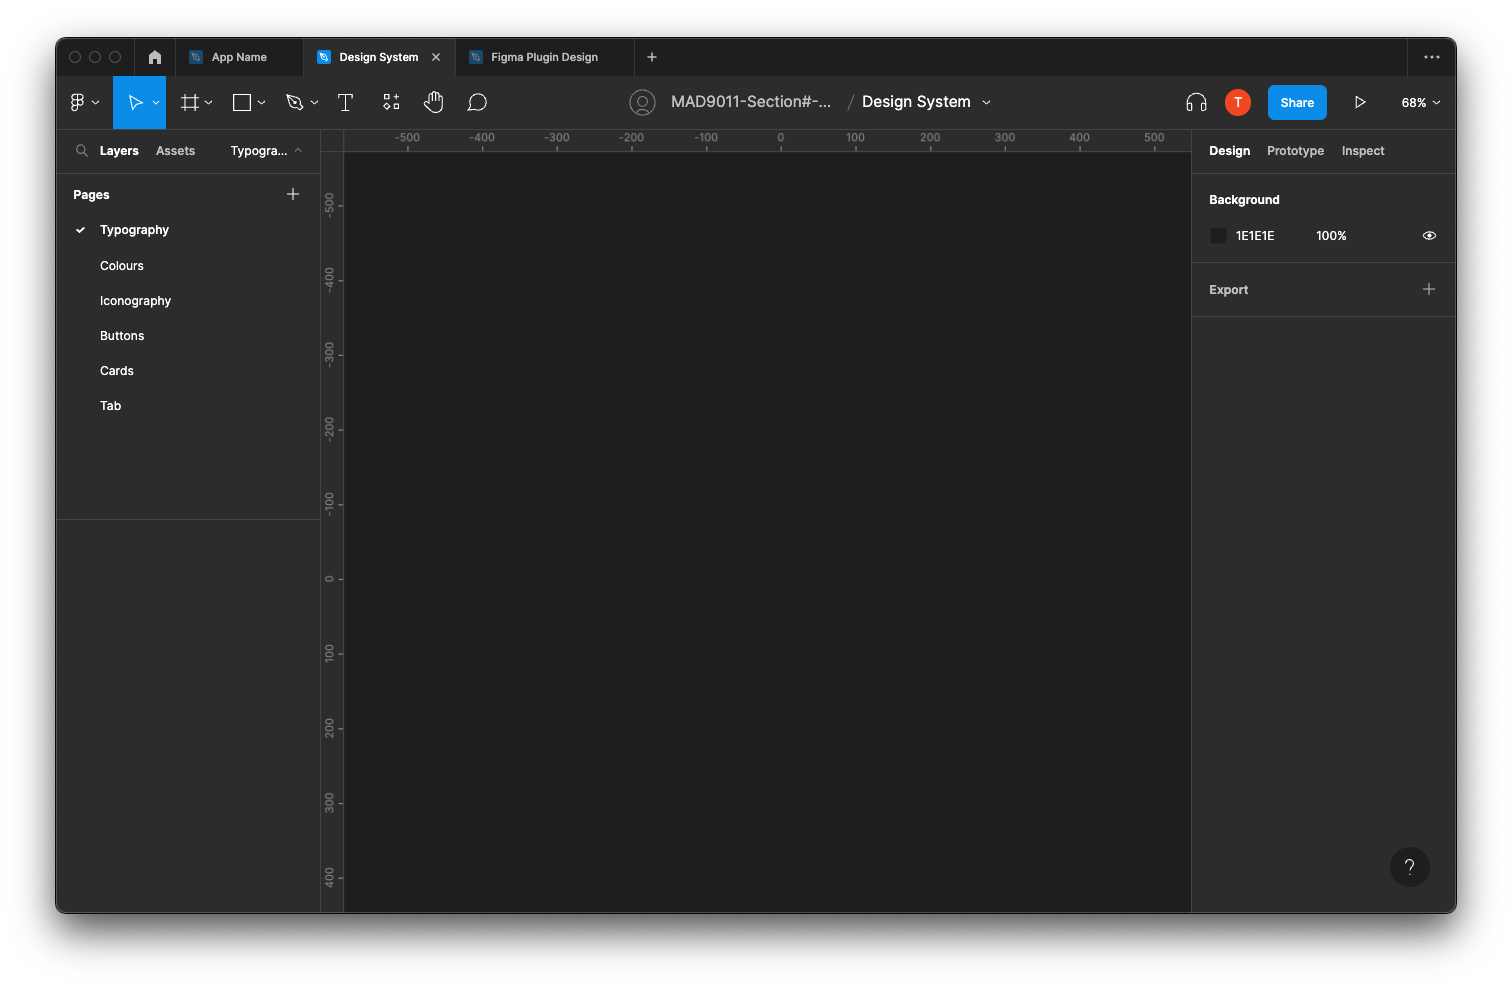 App Name
Design System
Figma Plugin Design
MAD9011-Section#-... / Design System
T
Share
68%
Layers
Assets
Typogra...
-500 -400 -300 -200 -100 0 100 200 300 400 500
Design
Prototype
Inspect
Pages
Typography
Colours
Iconography
Buttons
Cards
Tab
-500
-400
-300
-200
-100
0
100
200
300
400
Background
1E1E1E 100%
Export
?